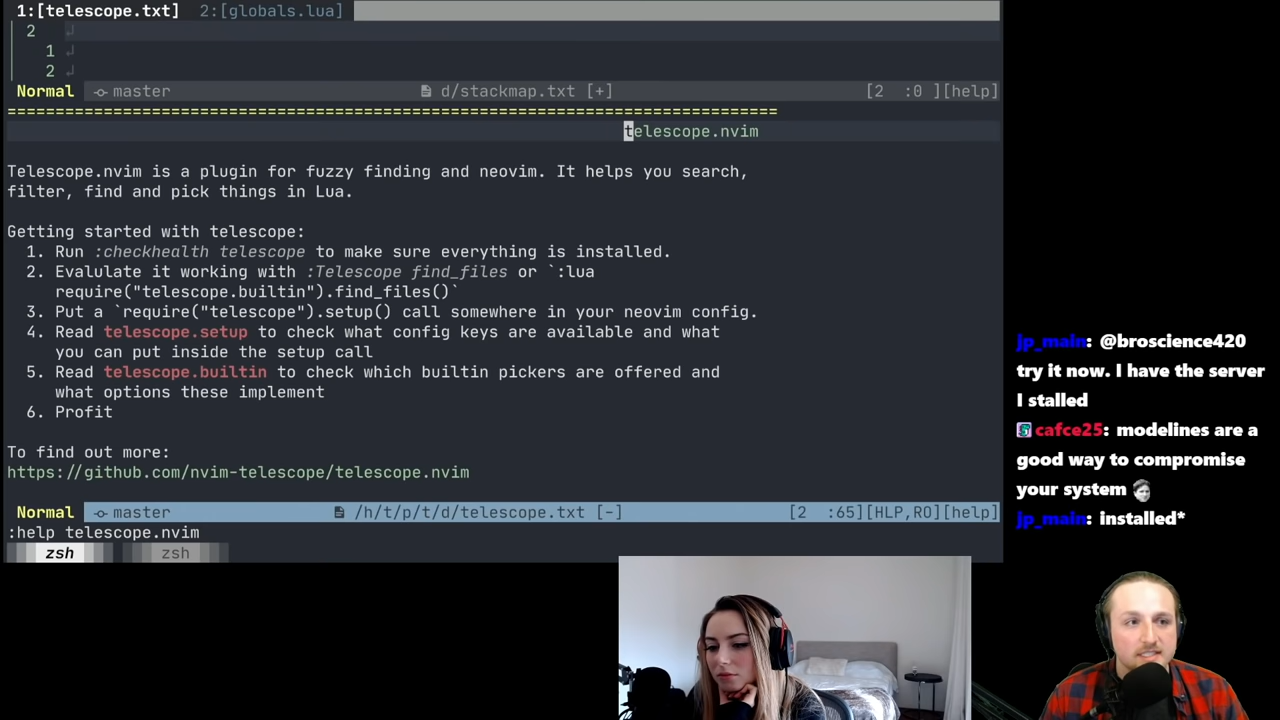 1:[telescope.txt] 2:[globals.lua]
2 ↲
1 ↲
2 ↲
Normal master d/stackmap.txt [+] [2 :0 ][help]
================================================================================
telescope.nvim
Telescope.nvim is a plugin for fuzzy finding and neovim. It helps you search,
filter, find and pick things in Lua.
Getting started with telescope:
1. Run :checkhealth telescope to make sure everything is installed.
2. Evalulate it working with :Telescope find_files or `:lua
require("telescope.builtin").find_files()`
3. Put a `require("telescope").setup() call somewhere in your neovim config.
4. Read telescope.setup to check what config keys are available and what
you can put inside the setup call
5. Read telescope.builtin to check which builtin pickers are offered and
what options these implement
6. Profit
To find out more:
https://github.com/nvim-telescope/telescope.nvim
Normal master /h/t/p/t/d/telescope.txt [-] [2 :65][HLP,RO][help]
:help telescope.nvim
zsh zsh
jp_main: @broscience420
try it now. I have the server
I stalled
cafce25: modelines are a
good way to compromise
your system
jp_main: installed*